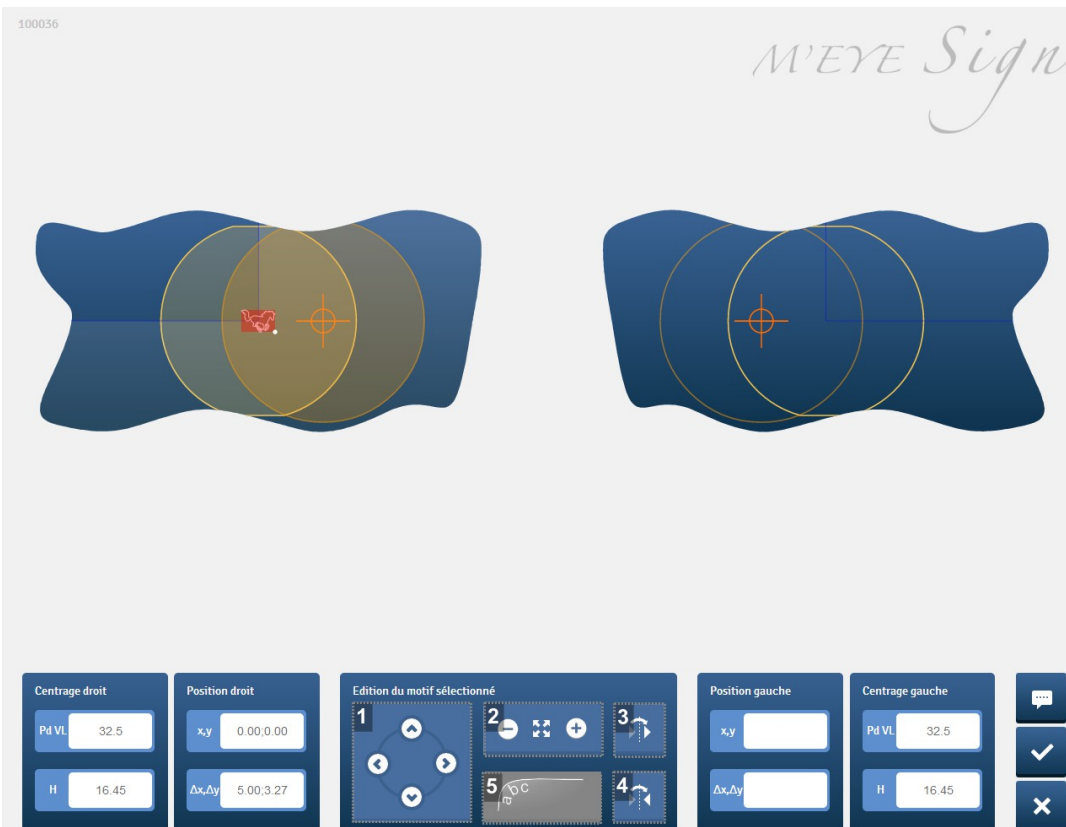 100036
M'EYE Sign
Centrage droit
Pd VL
32.5
H
16.45
Position droit
x,y
0.00;0.00
Δx,Δy
5.00;3.27
Edition du motif sélectionné
1
2
3
4
5
abc
Position gauche
x,y
Δx,Δy
Centrage gauche
Pd VL
32.5
H
16.45